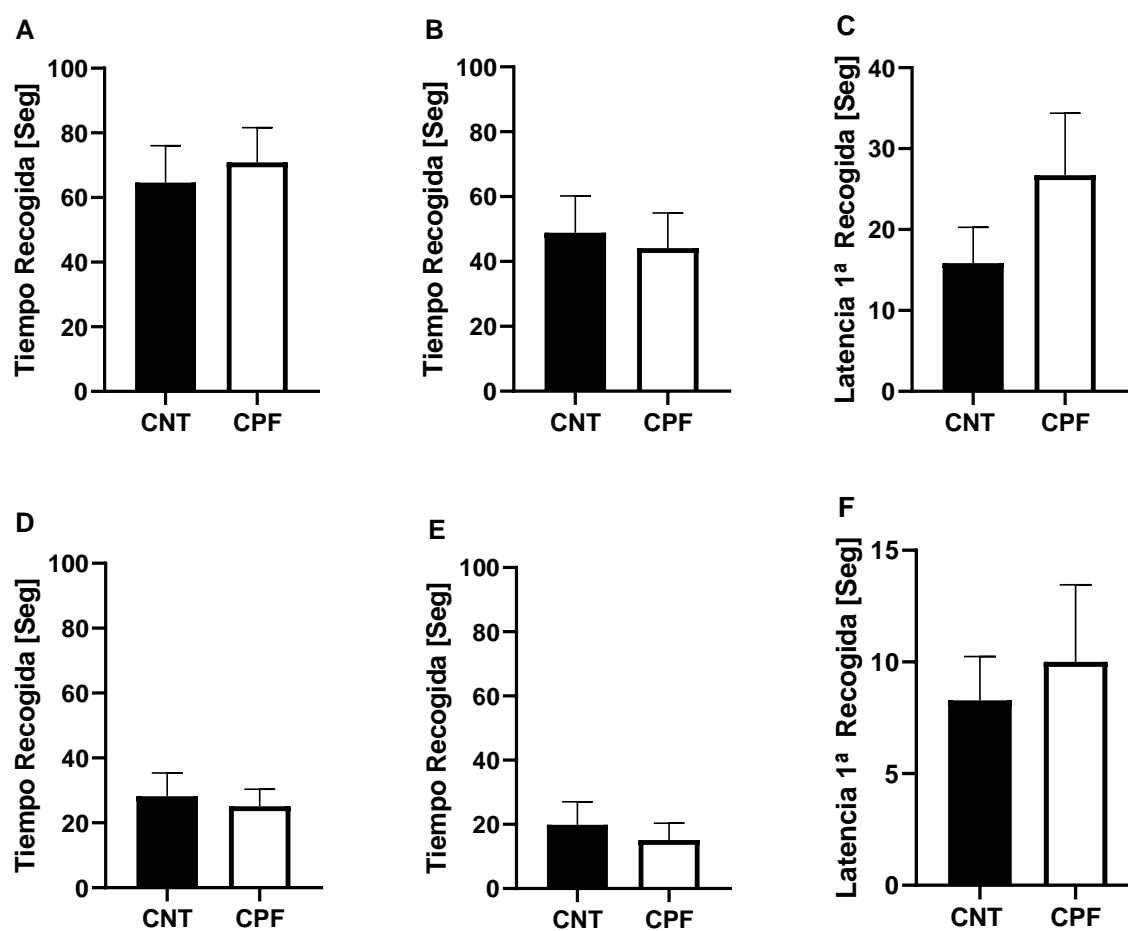 A
Tiempo Recogida [Seg]
100
80
60
40
20
0
CNT CPF
B
Tiempo Recogida [Seg]
100
80
60
40
20
0
CNT CPF
C
Latencia 1ª Recogida [Seg]
40
30
20
10
0
CNT CPF
D
Tiempo Recogida [Seg]
100
80
60
40
20
0
CNT CPF
E
Tiempo Recogida [Seg]
100
80
60
40
20
0
CNT CPF
F
Latencia 1ª Recogida [Seg]
15
10
5
0
CNT CPF